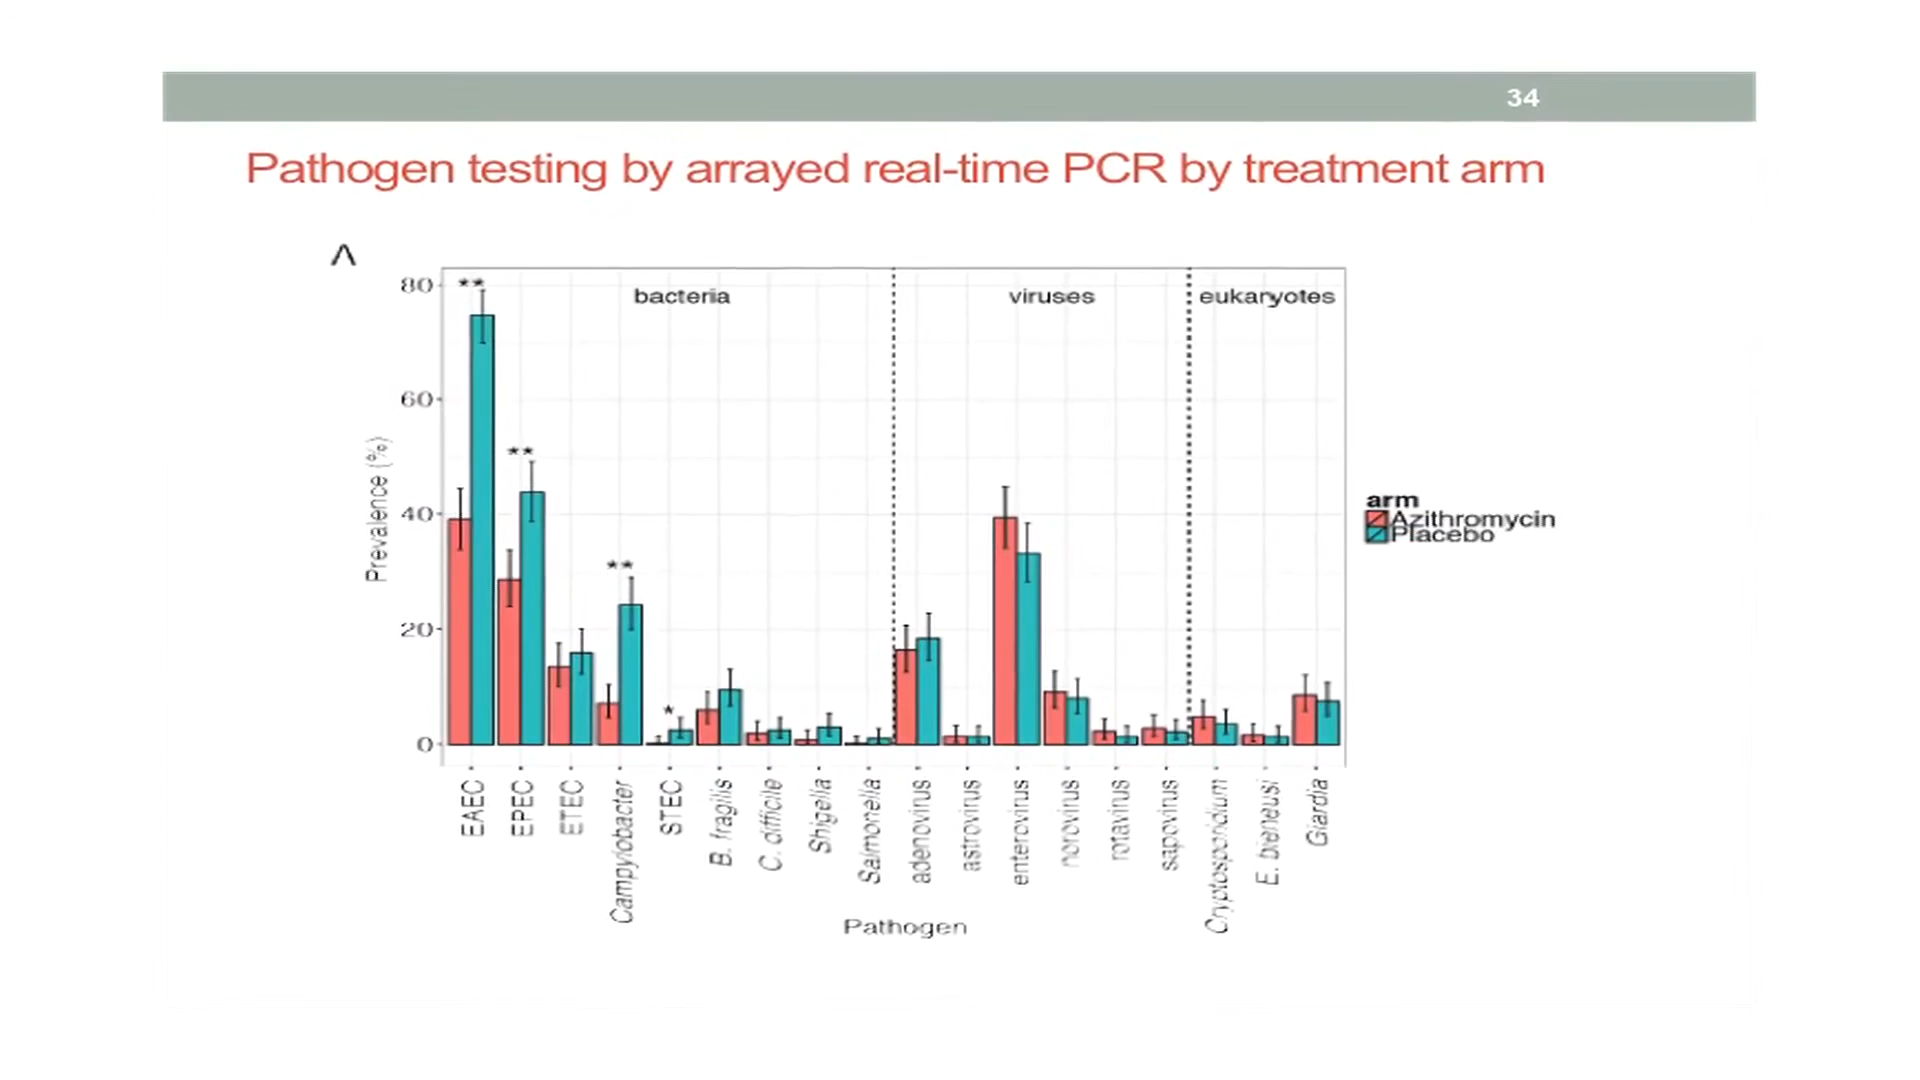 34
Pathogen testing by arrayed real-time PCR by treatment arm
A
bacteria
viruses
eukaryotes
80
60
40
20
0
Prevalence (%)
**
**
**
*
arm
Azithromycin
Placebo
EAEC
EPEC
ETEC
Campylobacter
STEC
B. fragilis
C. difficile
Shigella
Salmonella
adenovirus
astrovirus
enterovirus
norovirus
rotavirus
sapovirus
Cryptosporidium
E. bieneusi
Giardia
Pathogen